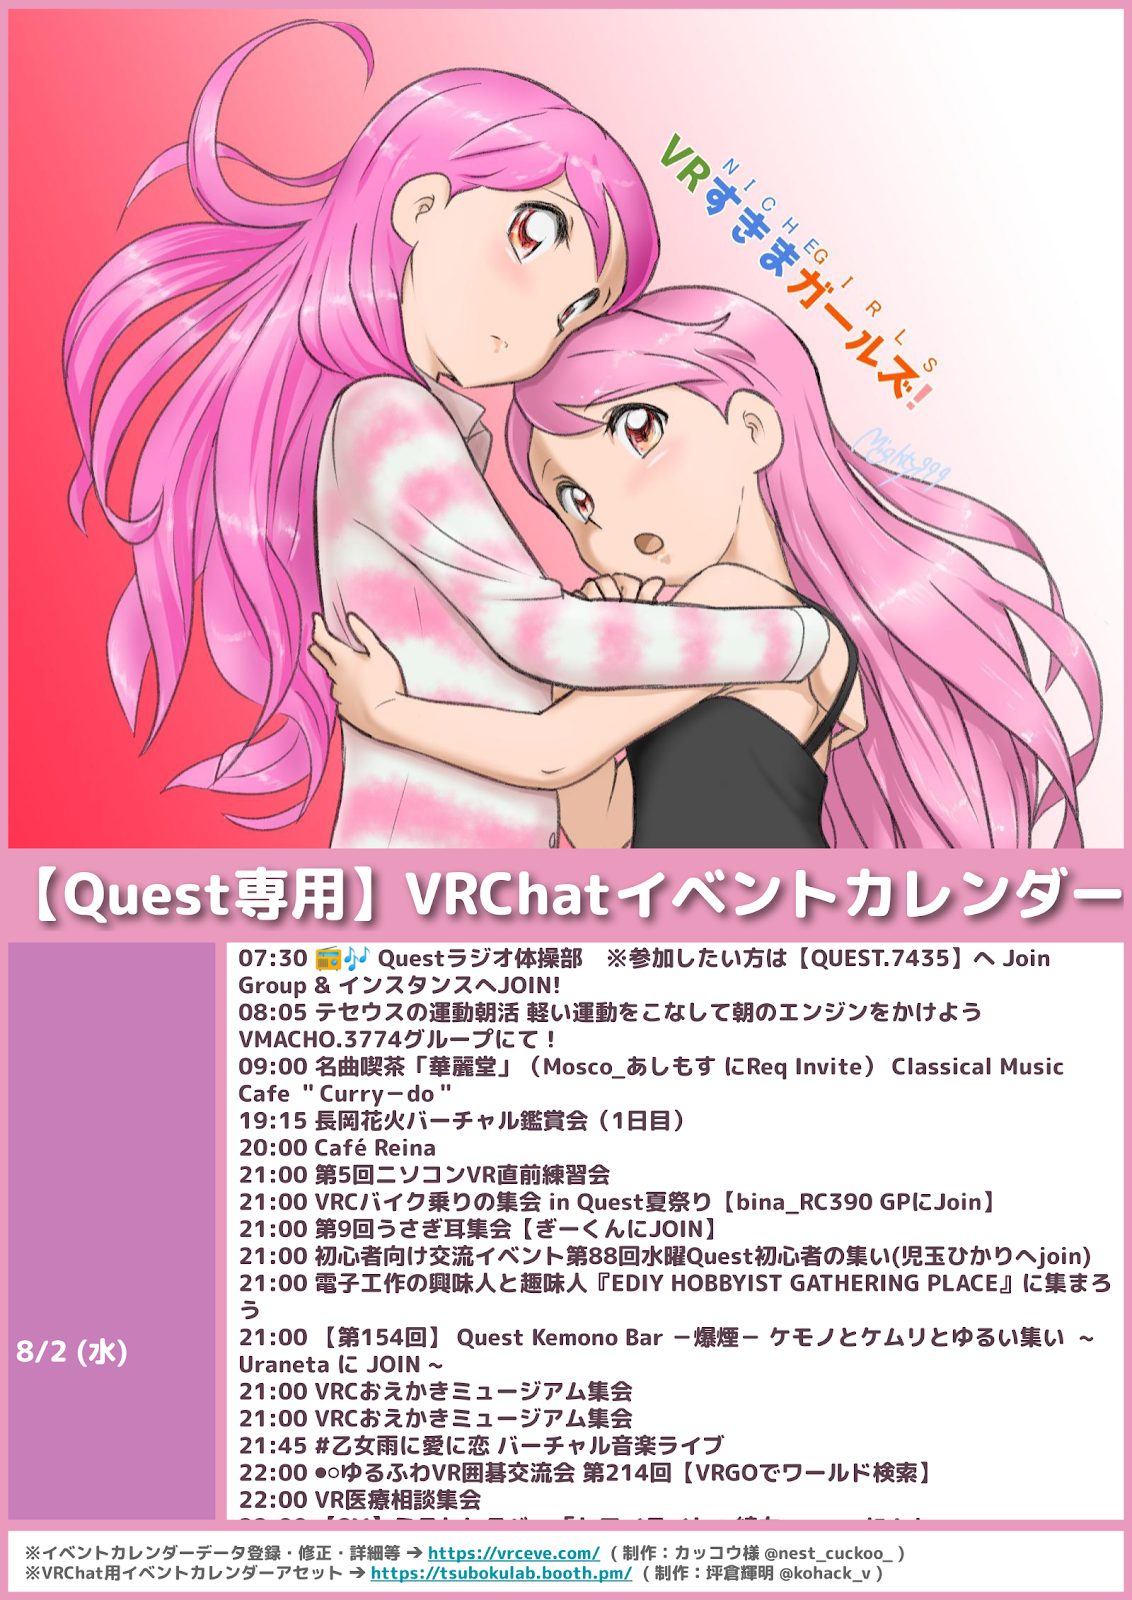 NICHE GIRLS
VRすきまガールズ!
Mighty999
【Quest専用】VRChatイベントカレンダー
07:30 📻🎶 Questラジオ体操部　※参加したい方は【QUEST.7435】へ Join
Group & インスタンスへJOIN!
08:05 テセウスの運動朝活 軽い運動をこなして朝のエンジンをかけよう
VMACHO.3774グループにて！
09:00 名曲喫茶「華麗堂」（Mosco_あしもす にReq Invite） Classical Music
Cafe ＂Curryーdo＂
19:15 長岡花火バーチャル鑑賞会（1日目）
20:00 Café Reina
21:00 第5回ニソコンVR直前練習会
21:00 VRCバイク乗りの集会 in Quest夏祭り【bina_RC390 GPにJoin】
21:00 第9回うさぎ耳集会【ぎーくんにJOIN】
21:00 初心者向け交流イベント第88回水曜Quest初心者の集い(児玉ひかりへjoin)
21:00 電子工作の興味人と趣味人『EDIY HOBBYIST GATHERING PLACE』に集まろ
う
8/2 (水)
21:00 【第154回】 Quest Kemono Bar －爆煙－ ケモノとケムリとゆるい集い ～
Uraneta に JOIN ~
21:00 VRCおえかきミュージアム集会
21:00 VRCおえかきミュージアム集会
21:45 #乙女雨に愛に恋 バーチャル音楽ライブ
22:00 ●○ゆるふわVR囲碁交流会 第214回【VRGOでワールド検索】
22:00 VR医療相談集会
※イベントカレンダーデータ登録・修正・詳細等 ➔ https://vrceve.com/ ( 制作：カッコウ様 @nest_cuckoo_ )
※VRChat用イベントカレンダーアセット ➔ https://tsubokulab.booth.pm/ ( 制作：坪倉輝明 @kohack_v )